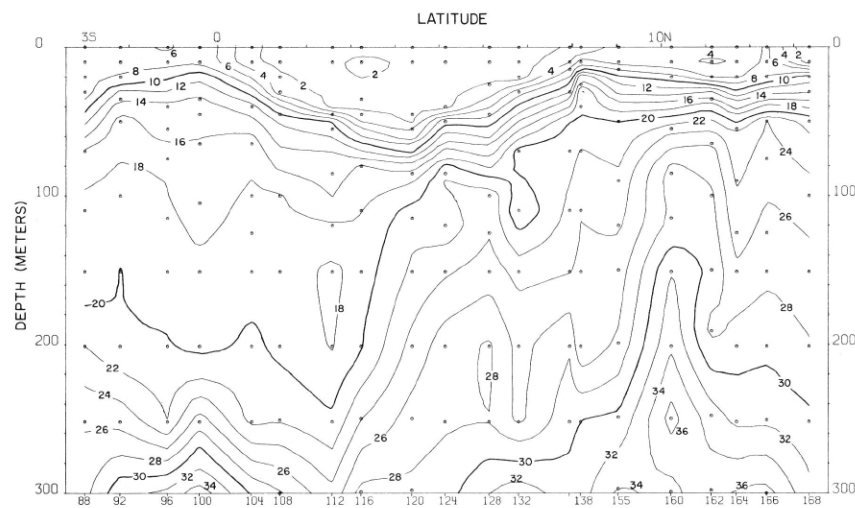 LATITUDE
3S 0 10N
0 0
100 100
200 200
300 300
DEPTH (METERS)
6 6 4 2 2 4 4 8 6 2
8 10 12 14 16 18
12 16 20 22 10 14 18
24
26
20 18 28
22 24 26 28 30 30
28 30 32 34 26 28 30 32 34 36 32
34 36
88 92 96 100 104 108 112 116 120 124 128 132 138 155 160 162 164 166 168